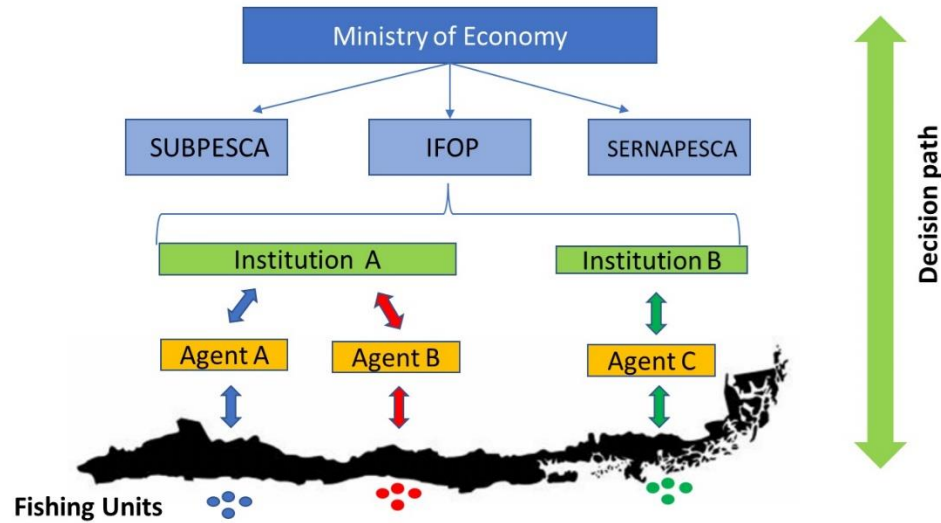 Ministry of Economy
SUBPESCA
IFOP
SERNAPESCA
Institution A
Institution B
Agent A
Agent B
Agent C
Fishing Units
Decision path